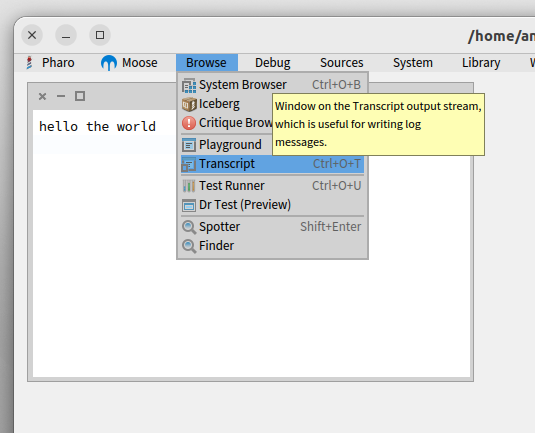 /home/
Pharo Moose Browse Debug Sources System Library
System Browser Ctrl+O+B
Iceberg
Critique
Window on the Transcript output stream,
which is useful for writing log
messages.
hello the world
Playground
Transcript Ctrl+O+T
Test Runner Ctrl+O+U
Dr Test (Preview)
Spotter Shift+Enter
Finder